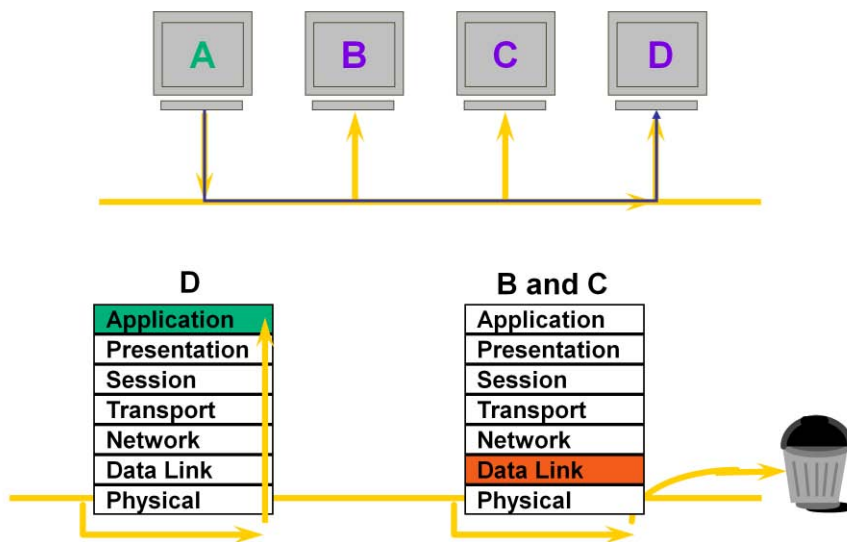 A B C D
D
Application
Presentation
Session
Transport
Network
Data Link
Physical
B and C
Application
Presentation
Session
Transport
Network
Data Link
Physical